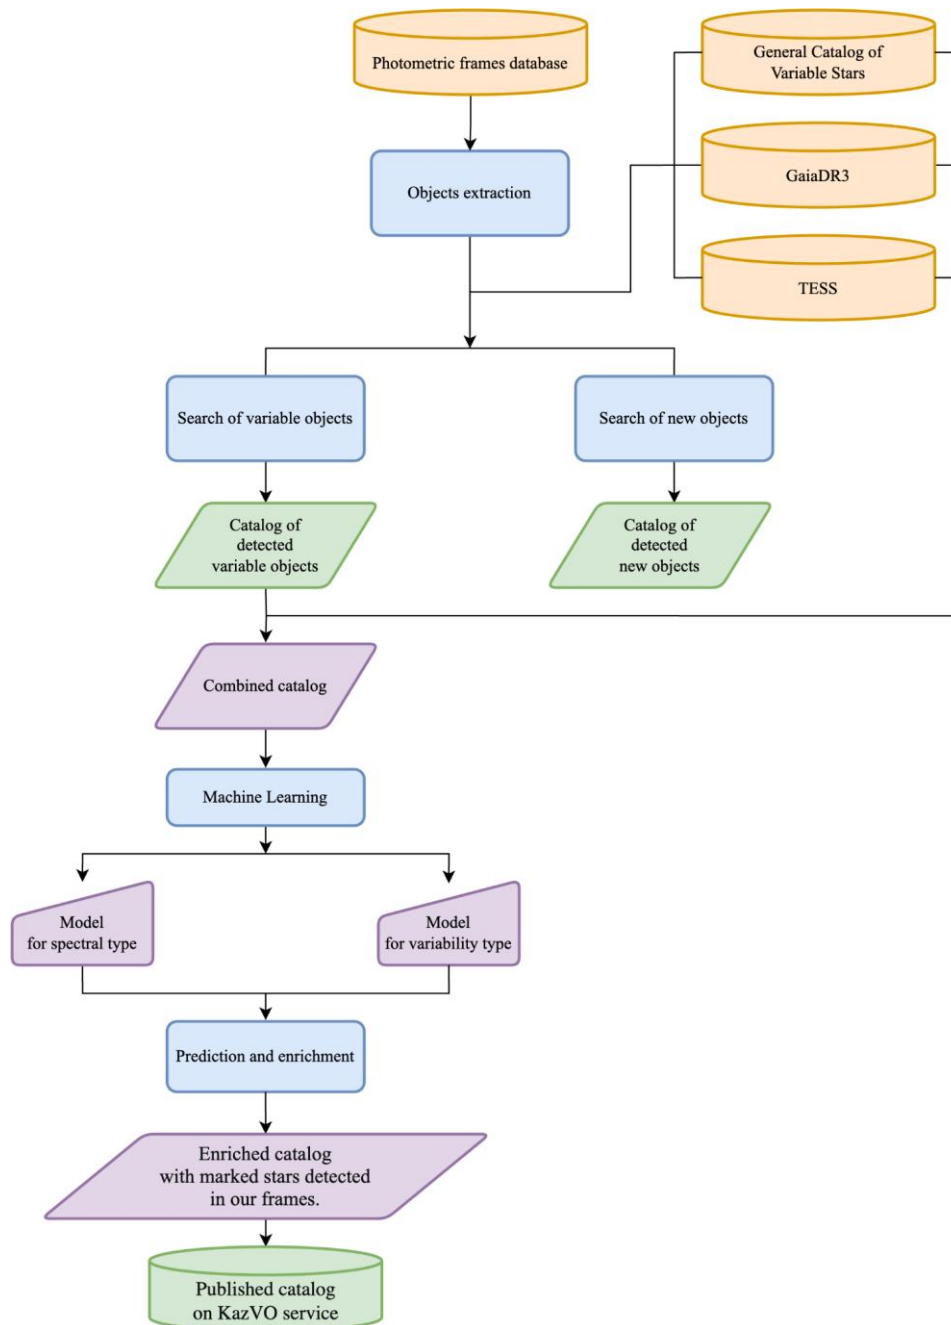 Photometric frames database
General Catalog of
Variable Stars
Objects extraction
GaiaDR3
TESS
Search of variable objects
Search of new objects
Catalog of
detected
variable objects
Catalog of
detected
new objects
Combined catalog
Machine Learning
Model
for spectral type
Model
for variability type
Prediction and enrichment
Enriched catalog
with marked stars detected
in our frames.
Published catalog
on KazVO service